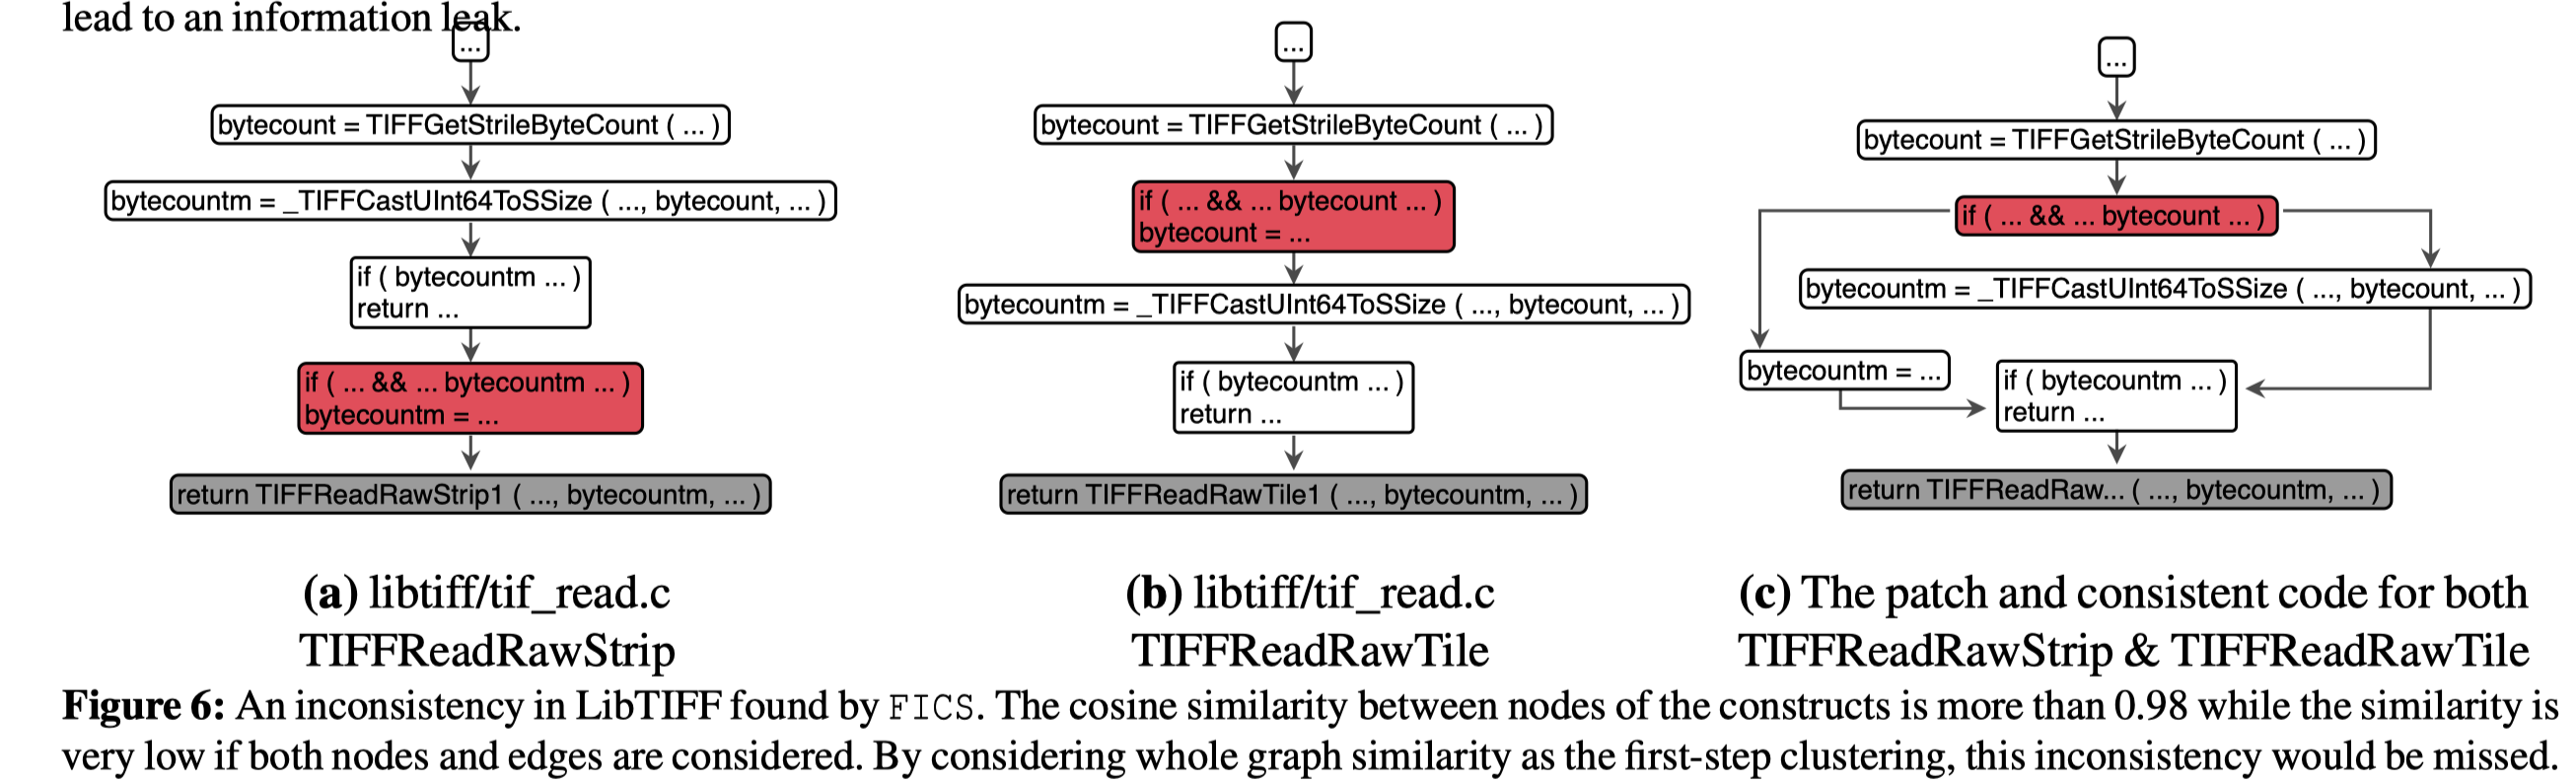 lead to an information leak.
...
bytecount = TIFFGetStrileByteCount ( ... )
bytecountm = _TIFFCastUInt64ToSSize ( ..., bytecount, ... )
if ( bytecountm ... )
return ...
if ( ... && ... bytecountm ... )
bytecountm = ...
return TIFFReadRawStrip1 ( ..., bytecountm, ... )
(a) libtiff/tif_read.c
TIFFReadRawStrip
...
bytecount = TIFFGetStrileByteCount ( ... )
if ( ... && ... bytecount ... )
bytecount = ...
bytecountm = _TIFFCastUInt64ToSSize ( ..., bytecount, ... )
if ( bytecountm ... )
return ...
return TIFFReadRawTile1 ( ..., bytecountm, ... )
(b) libtiff/tif_read.c
TIFFReadRawTile
...
bytecount = TIFFGetStrileByteCount ( ... )
if ( ... && ... bytecount ... )
bytecountm = _TIFFCastUInt64ToSSize ( ..., bytecount, ... )
bytecountm = ...
if ( bytecountm ... )
return ...
return TIFFReadRaw... ( ..., bytecountm, ... )
(c) The patch and consistent code for both
TIFFReadRawStrip & TIFFReadRawTile
Figure 6: An inconsistency in LibTIFF found by FICS. The cosine similarity between nodes of the constructs is more than 0.98 while the similarity is
very low if both nodes and edges are considered. By considering whole graph similarity as the first-step clustering, this inconsistency would be missed.